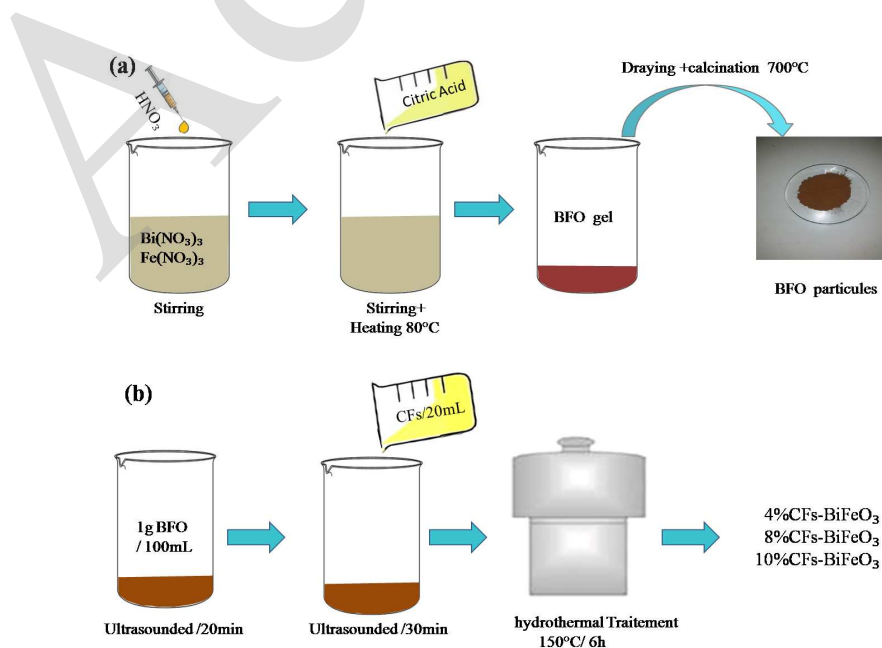 (a)
HNO₃
Citric Acid
Draying +calcination 700°C
Bi(NO₃)₃
Fe(NO₃)₃
BFO gel
Stirring
Stirring+
Heating 80°C
BFO particules
(b)
CFs/20mL
1g BFO
/ 100mL
4%CFs-BiFeO₃
8%CFs-BiFeO₃
10%CFs-BiFeO₃
Ultrasounded /20min
Ultrasounded /30min
hydrothermal Traitement
150°C/ 6h